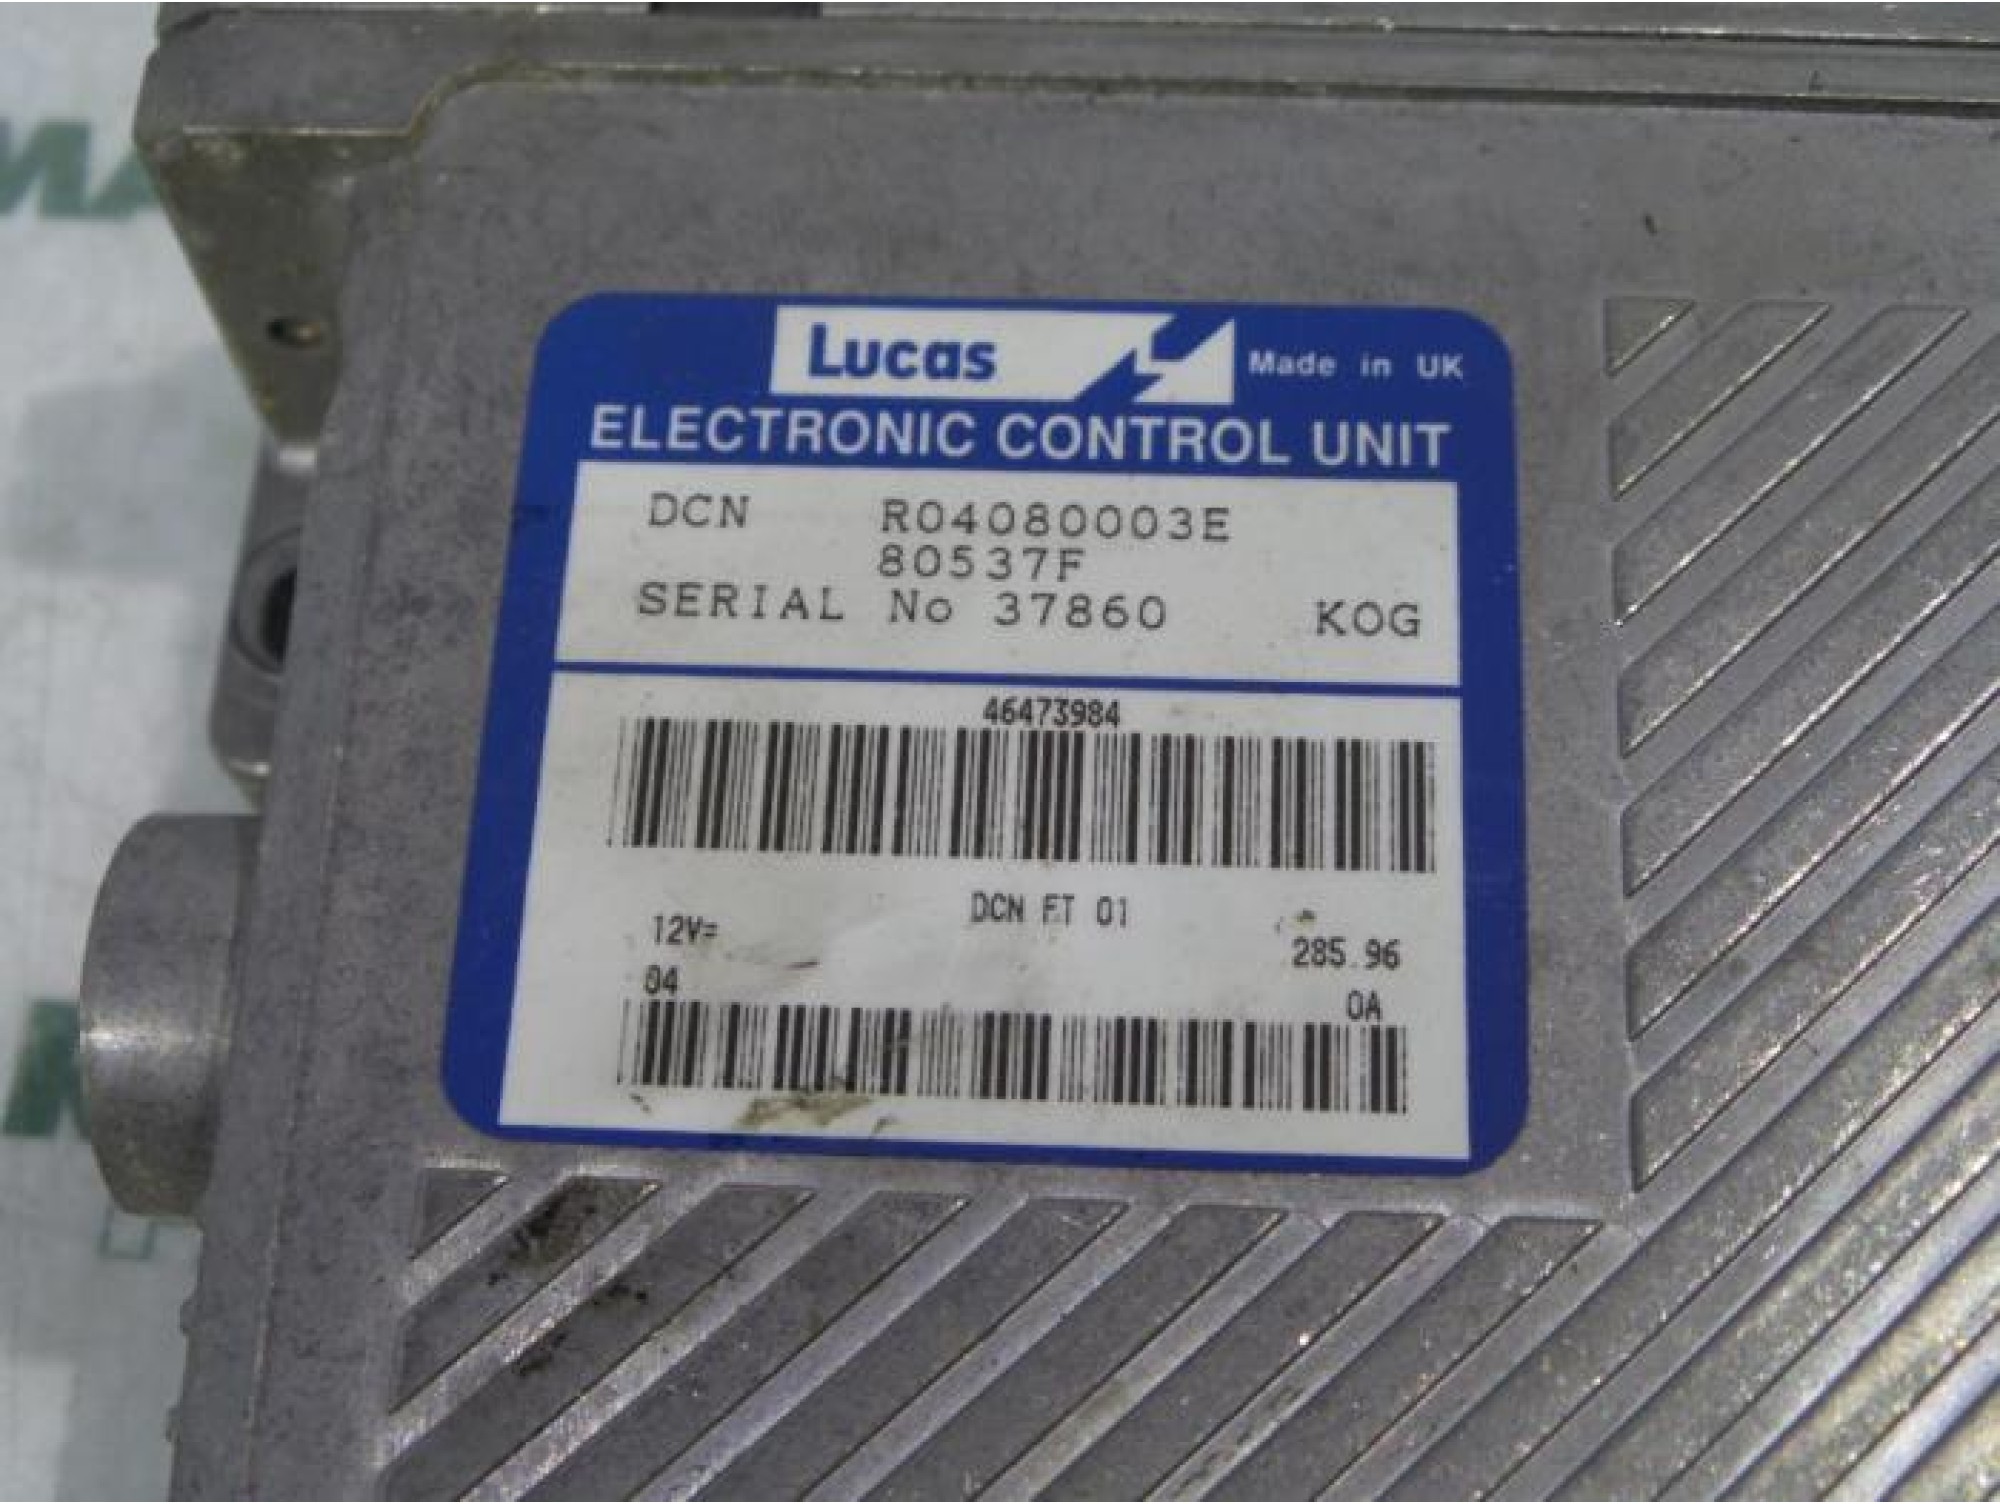 Lucas Made in UK
ELECTRONIC CONTROL UNIT
DCN R04080003E
80537F
SERIAL No 37860 KOG
46473984
DCN FT 01
12V=
285.96
04
0A